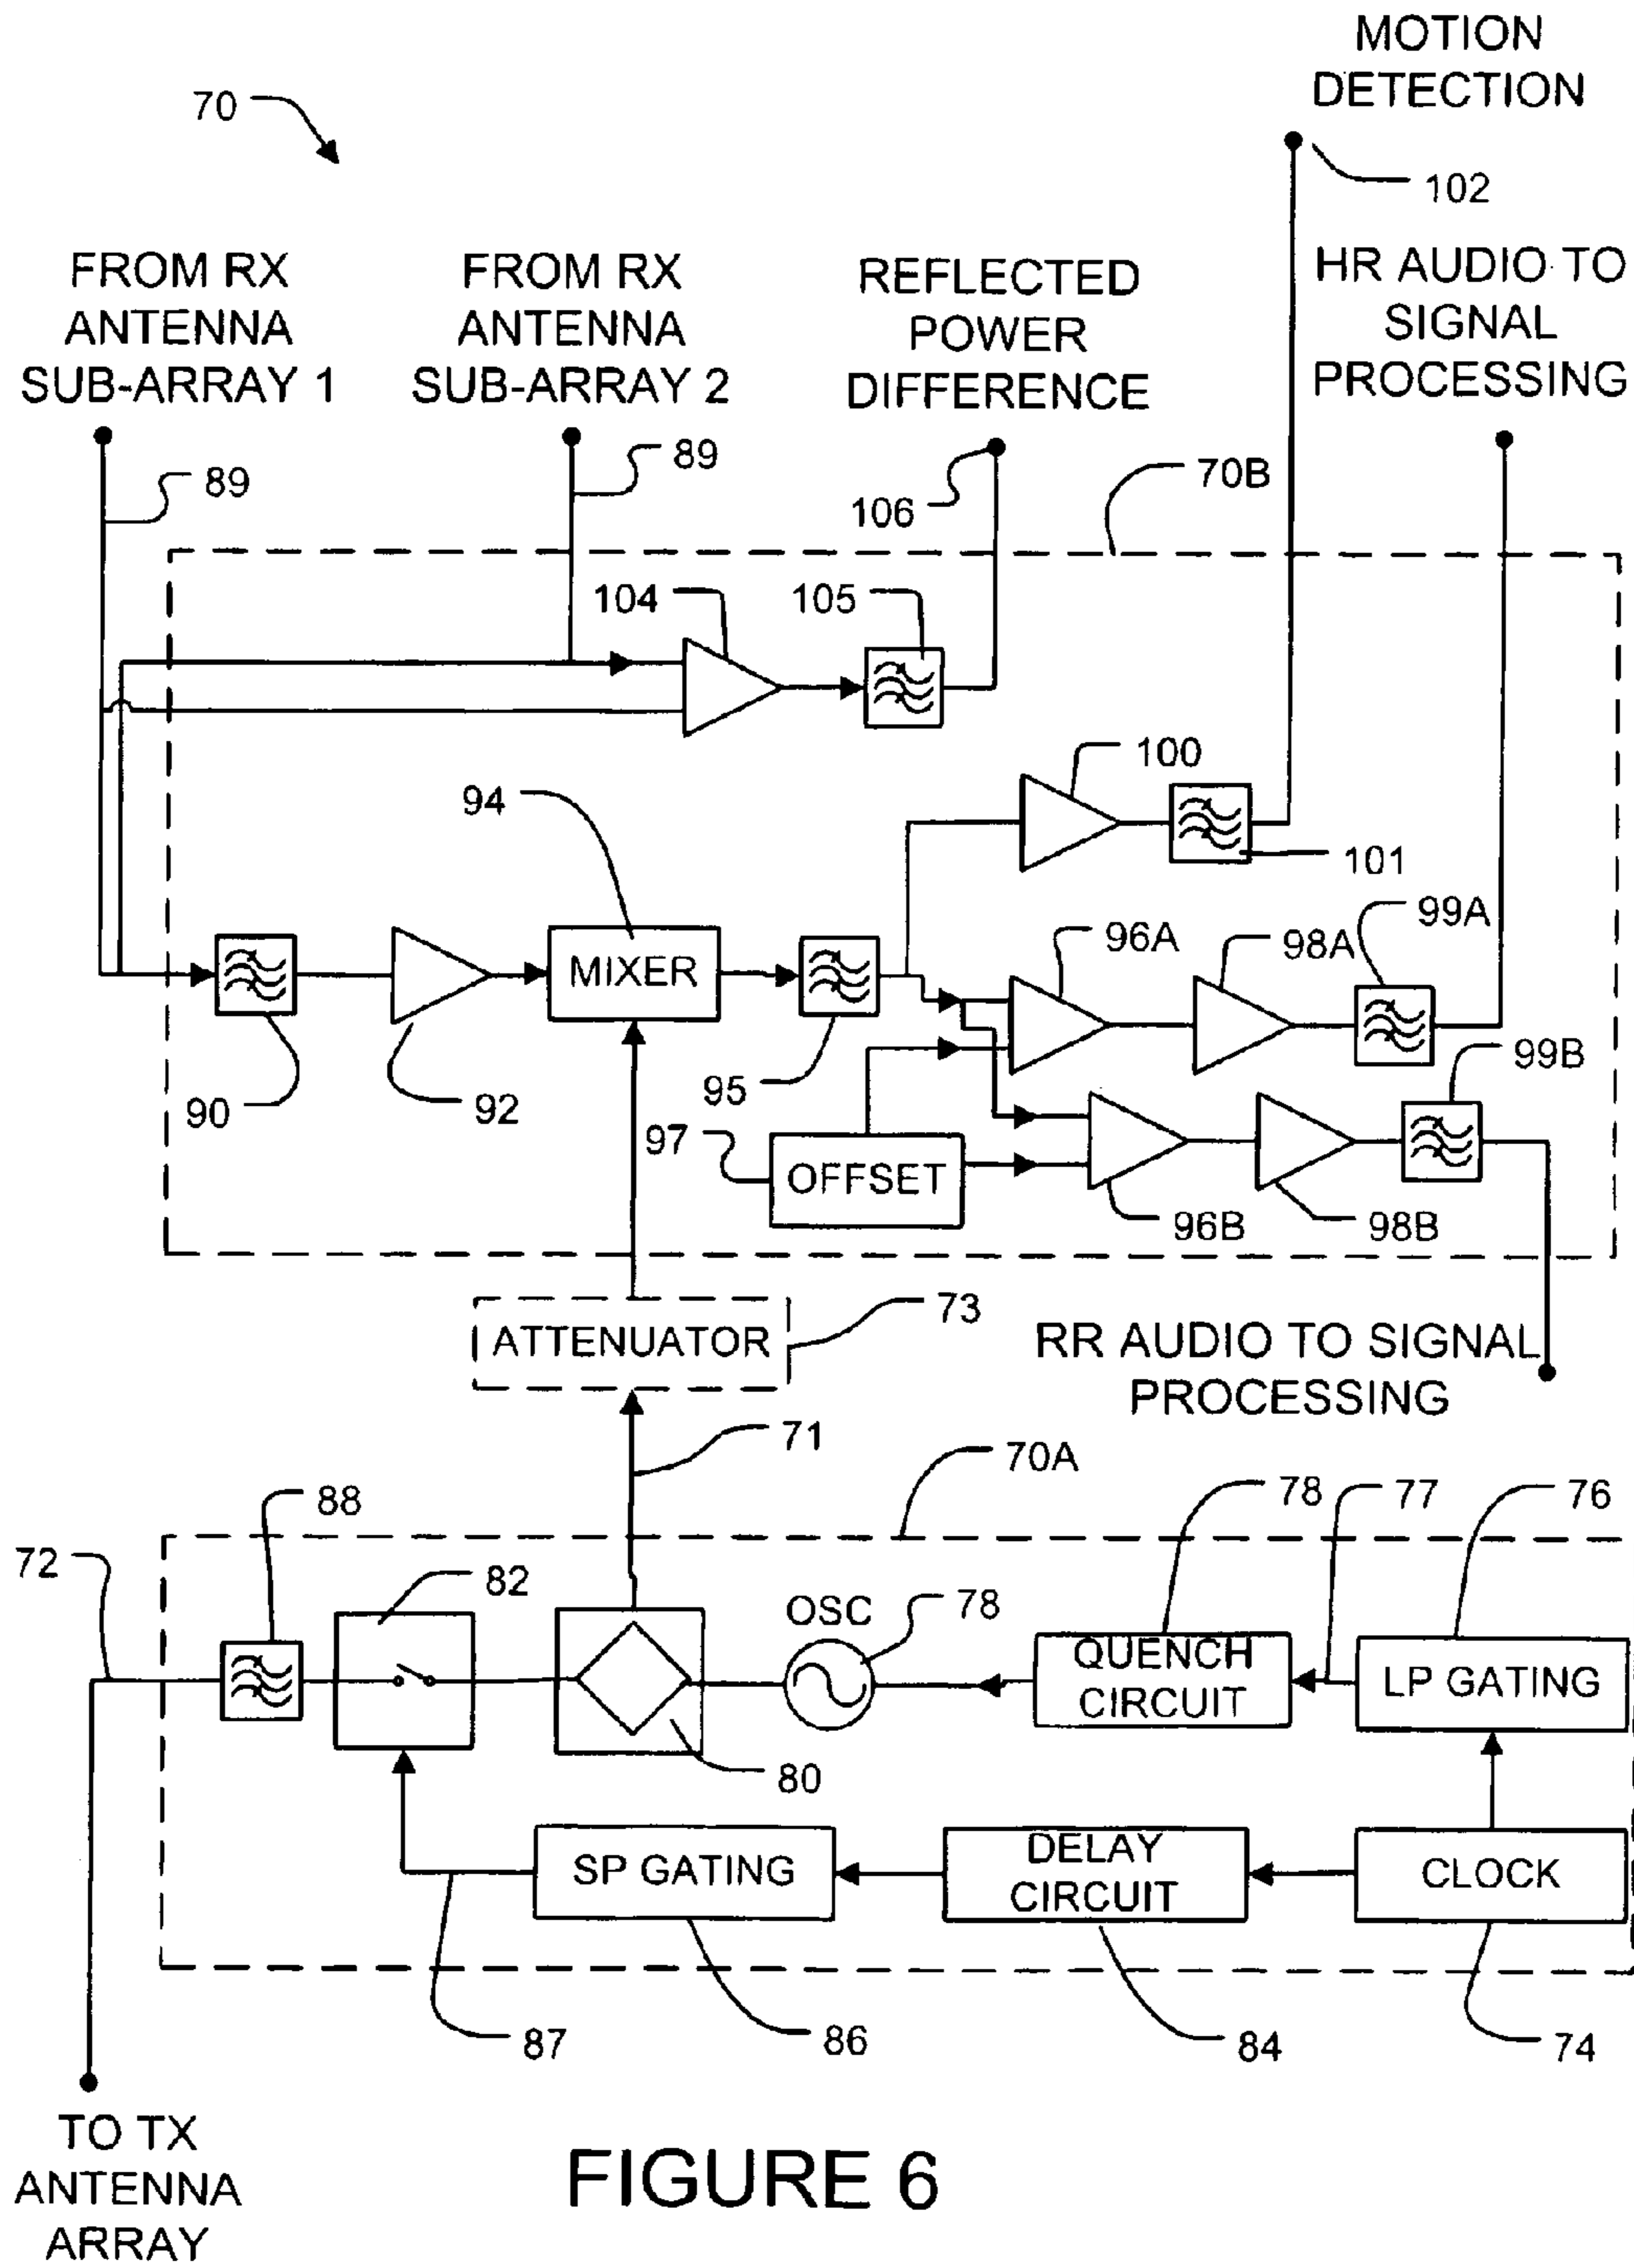 MOTION
DETECTION
70
102
FROM RX
ANTENNA
SUB-ARRAY 1
FROM RX
ANTENNA
SUB-ARRAY 2
REFLECTED
POWER
DIFFERENCE
HR AUDIO TO
SIGNAL
PROCESSING
89
89
106
70B
104
105
100
94
101
99A
96A
98A
MIXER
90
92
95
99B
97
OFFSET
96B
98B
73
ATTENUATOR
RR AUDIO TO SIGNAL
PROCESSING
71
70A
88
78
77
76
72
82
OSC
78
QUENCH
CIRCUIT
LP GATING
80
SP GATING
DELAY
CIRCUIT
CLOCK
87
86
84
74
TO TX
ANTENNA
ARRAY
FIGURE 6